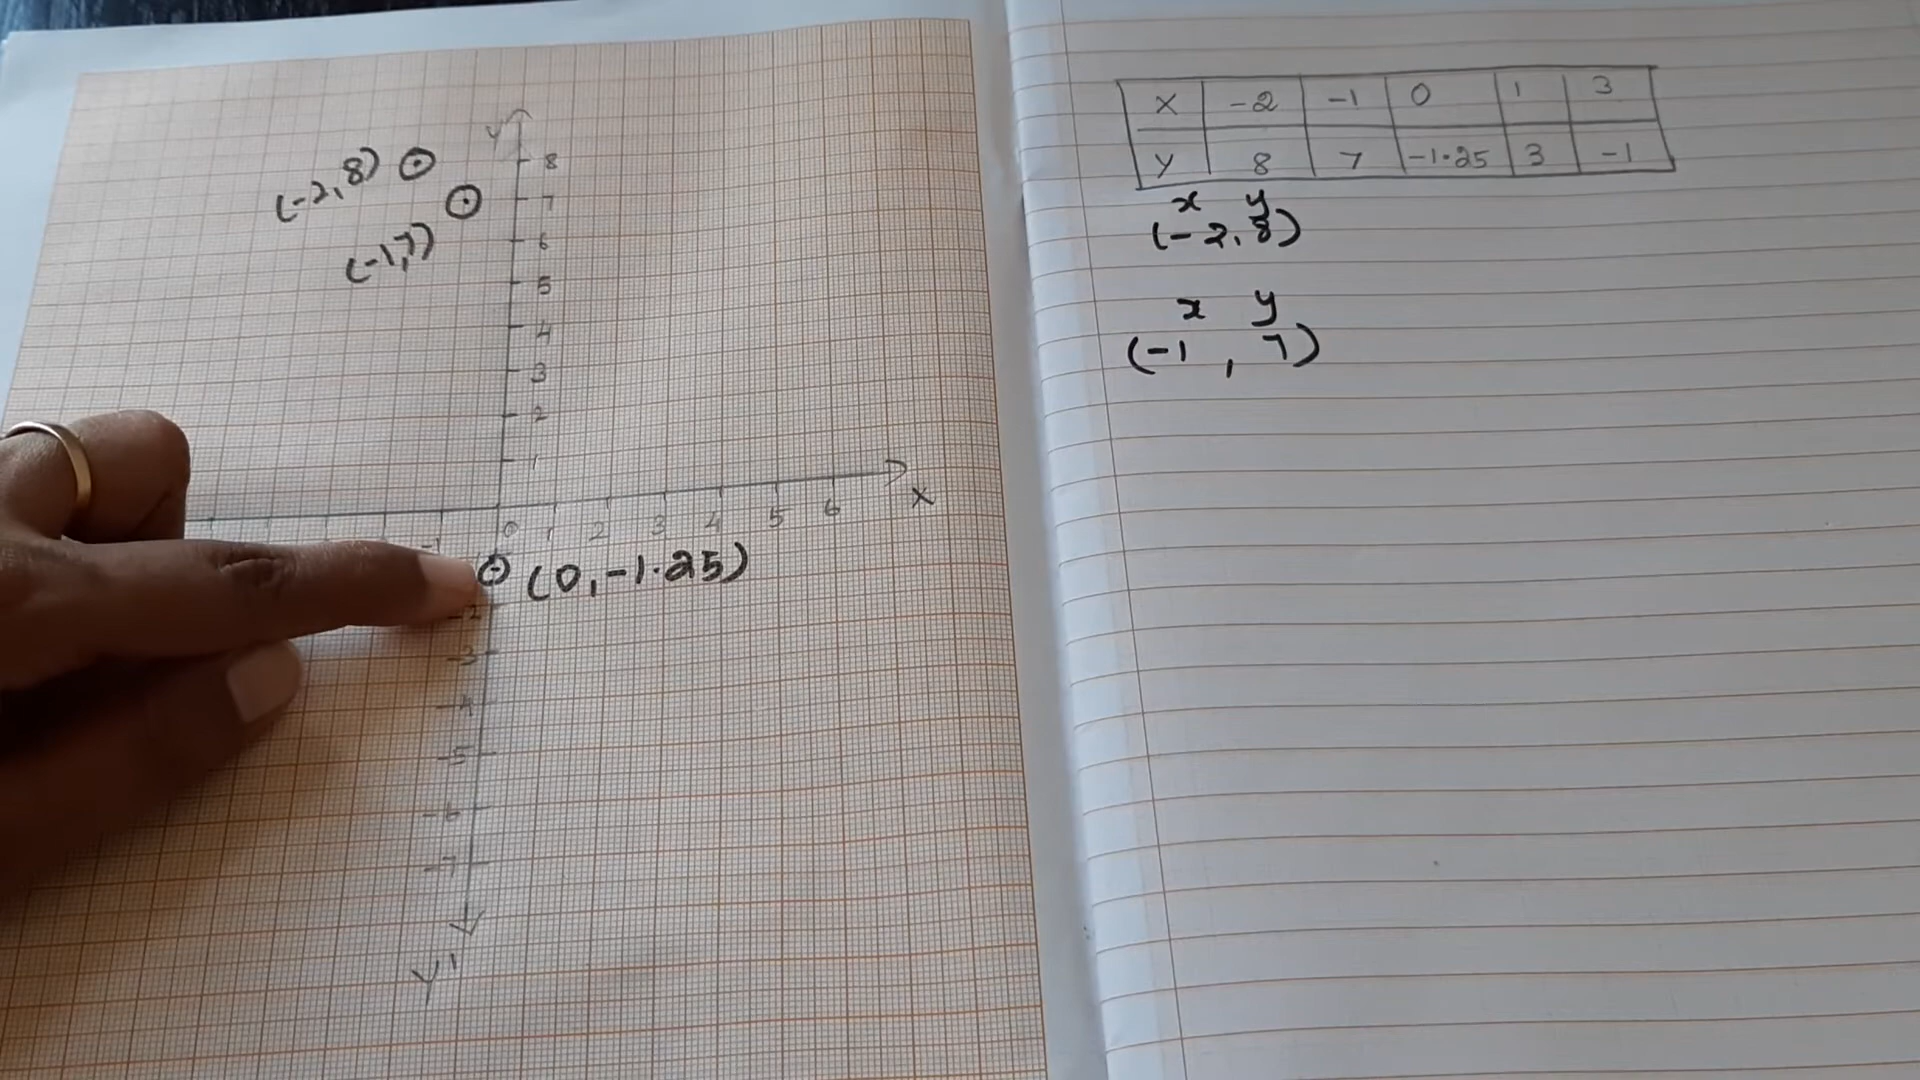 y
8
(-2,8)
7
(-1,7)
6
5
4
3
2
1
X
0 1 2 3 4 5 6
-1
(0,-1.25)
-2
-3
-4
-5
-6
-7
y'
X -2 -1 0 1 3
y 8 7 -1.25 3 -1
x y
(-2,8)
x y
(-1,7)